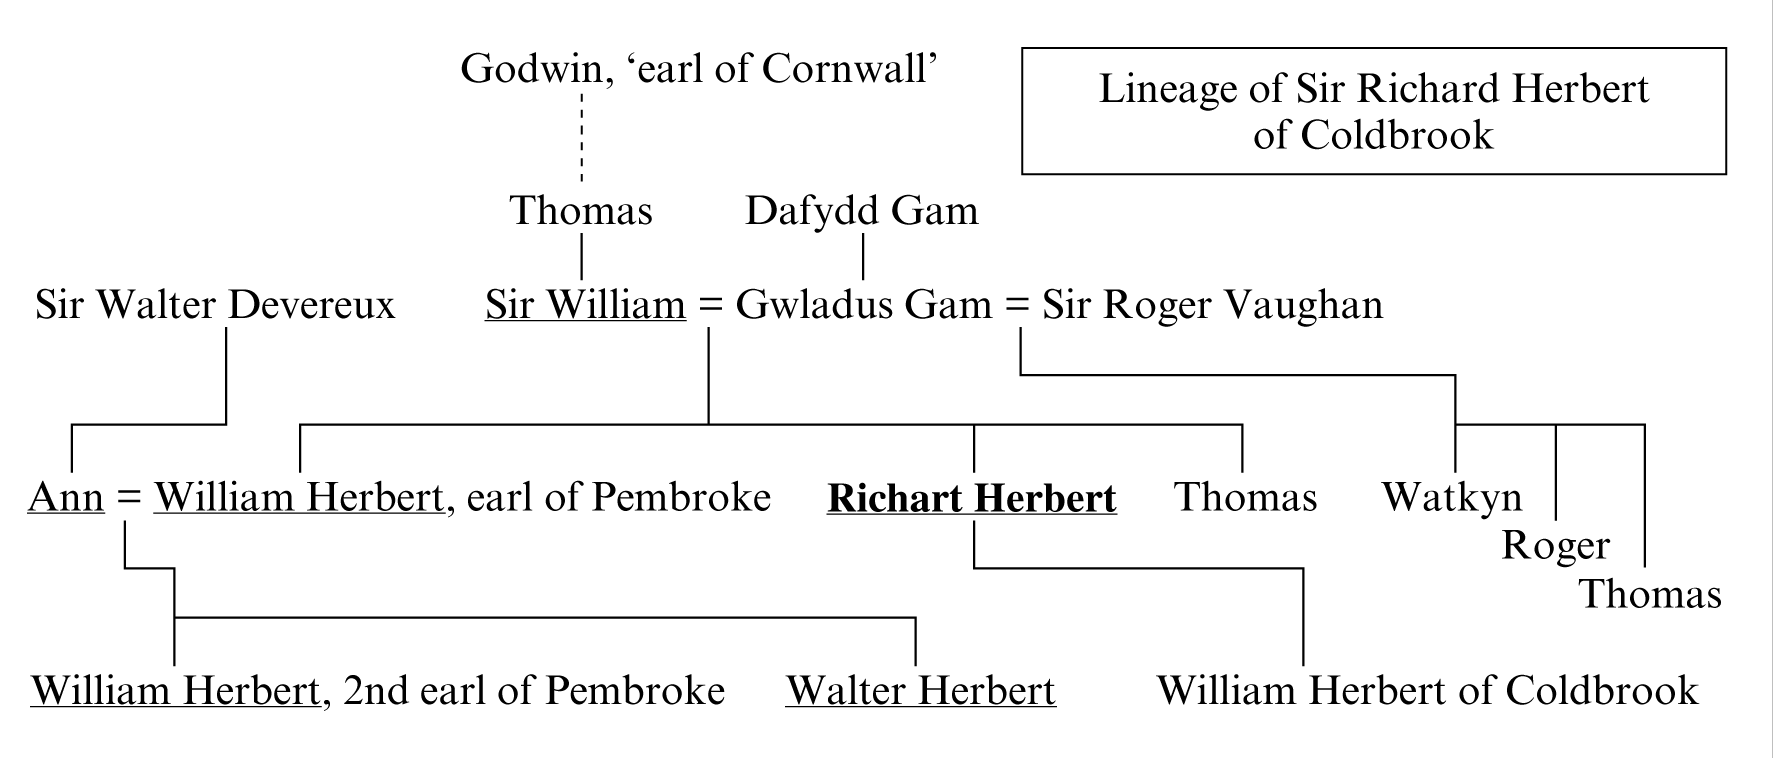 Godwin, ‘earl of Cornwall’
Lineage of Sir Richard Herbert
of Coldbrook
Thomas
Dafydd Gam
Sir Walter Devereux
Sir William = Gwladus Gam = Sir Roger Vaughan
Ann = William Herbert, earl of Pembroke
Richart Herbert
Thomas
Watkyn
Roger
Thomas
William Herbert, 2nd earl of Pembroke
Walter Herbert
William Herbert of Coldbrook